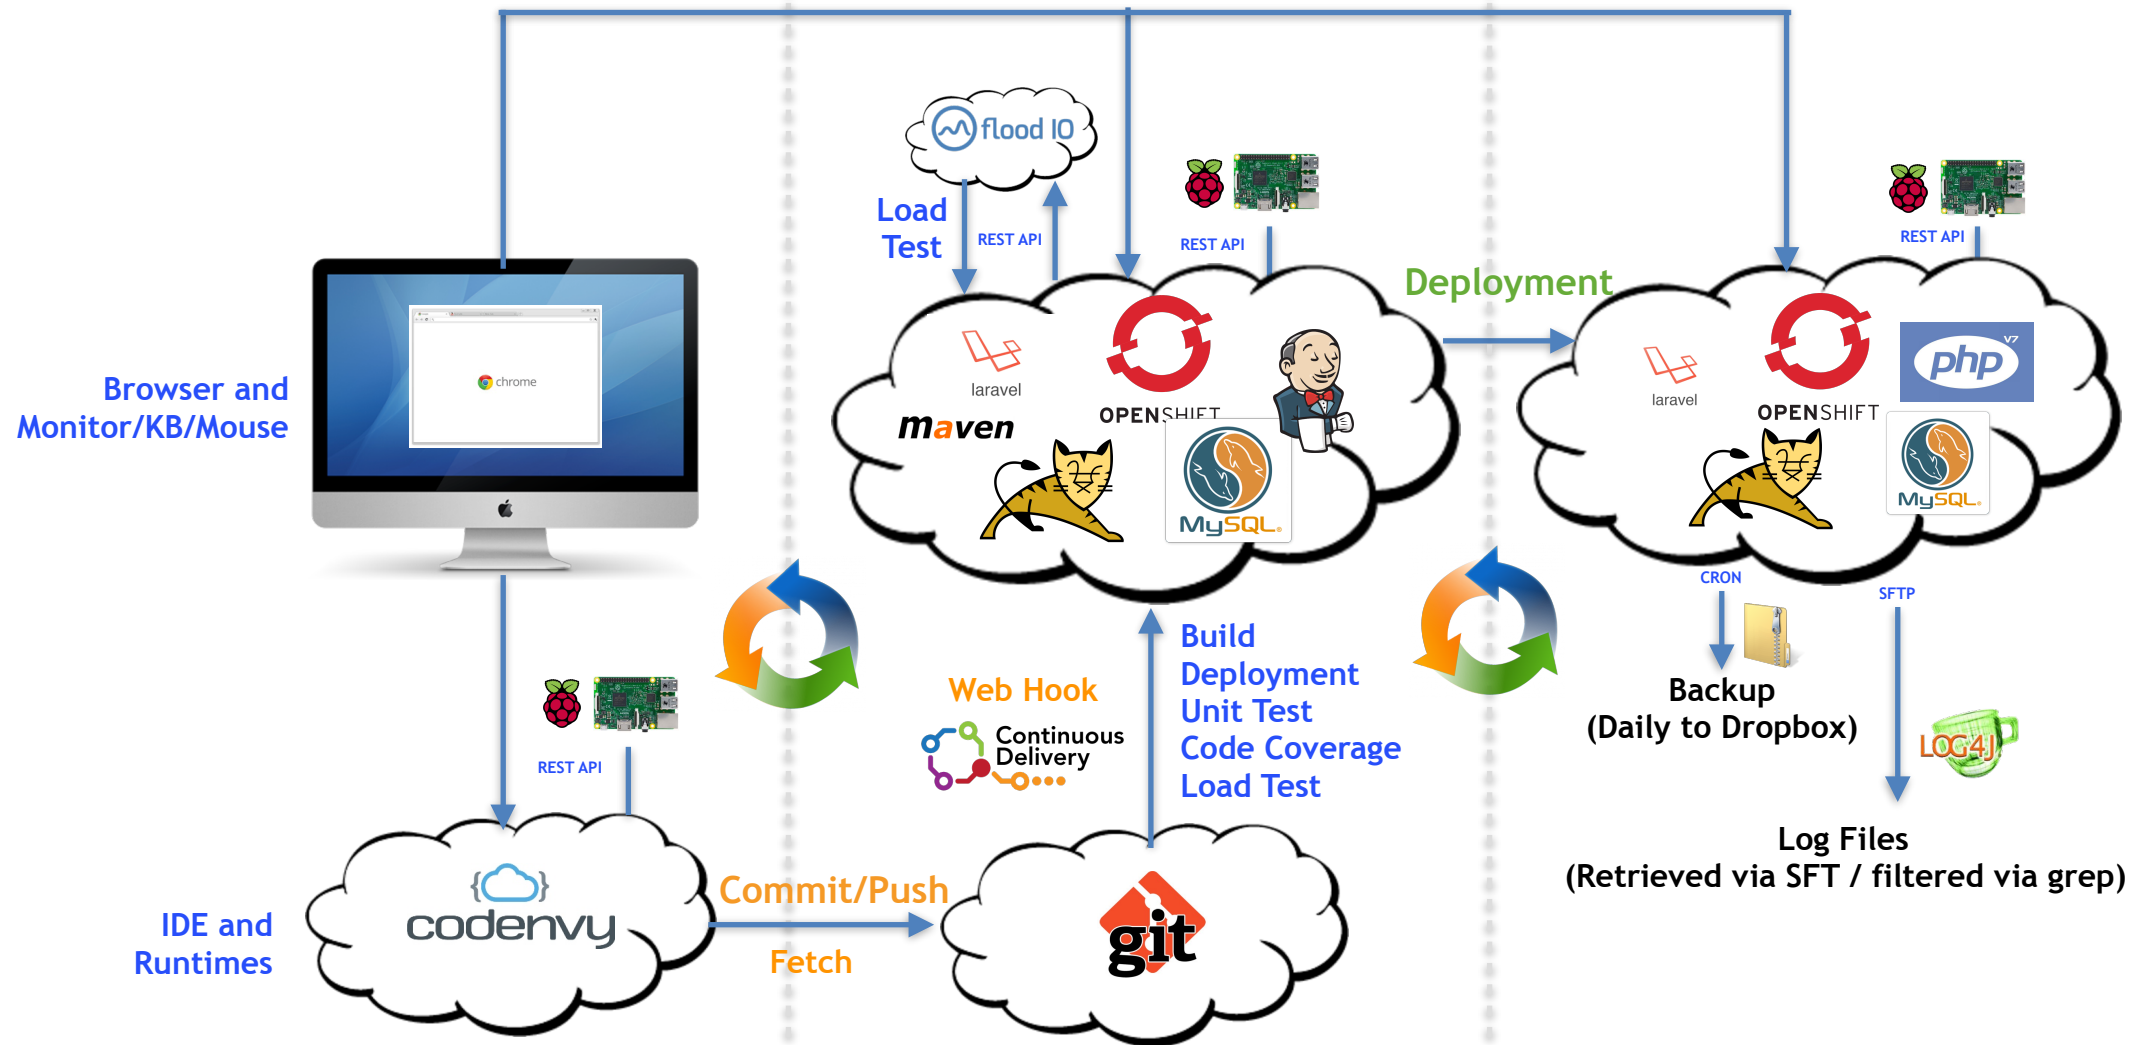 flood IO
Load
Test
REST API
REST API
REST API
Deployment
Browser and
Monitor/KB/Mouse
chrome
laravel
maven
OPENSHIFT
MySQL
laravel
OPENSHIFT
php
V7
MySQL
CRON
SFTP
Backup
(Daily to Dropbox)
LOG4J
Log Files
(Retrieved via SFT / filtered via grep)
Web Hook
Continuous
Delivery
Build
Deployment
Unit Test
Code Coverage
Load Test
REST API
IDE and
Runtimes
{ }
codenvy
Commit/Push
Fetch
git